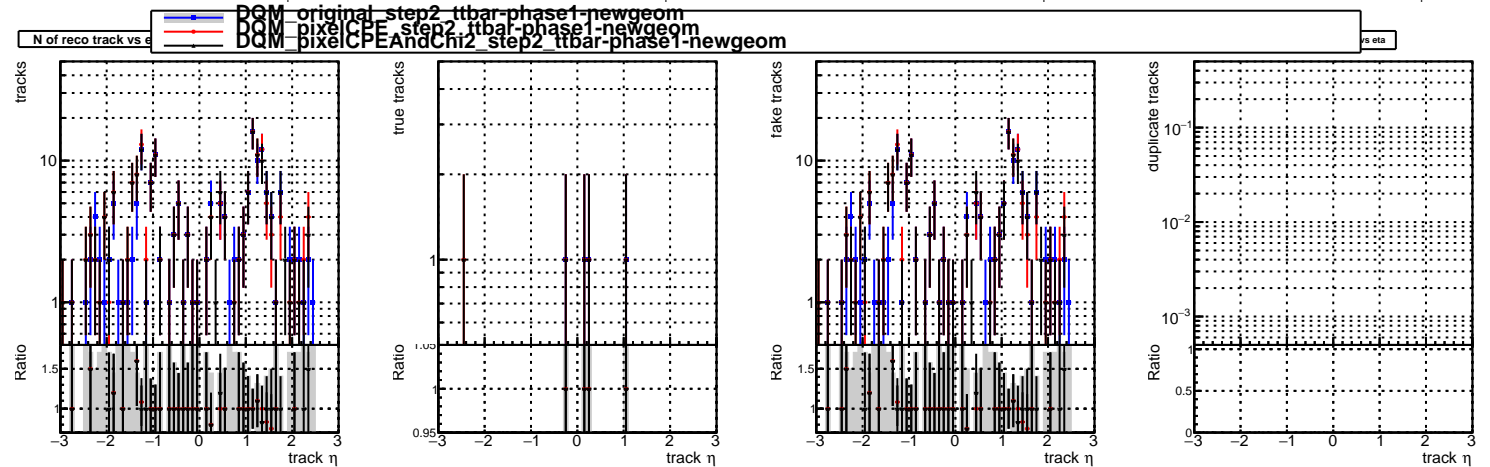 DQM_original_step2_ttbar-phase1-newgeom
DQM_pixelCPE_step2_ttbar-phase1-newgeom
DQM_pixelCPEAndChi2_step2_ttbar-phase1-newgeom
N of reco track vs e
vs eta
tracks
10
1
Ratio
1.5
1
−3 −2 −1 0 1 2 3
track η
true tracks
1
Ratio
1.05
1
0.95
−3 −2 −1 0 1 2 3
track η
fake tracks
10
1
Ratio
1.5
1
−3 −2 −1 0 1 2 3
track η
duplicate tracks
10−1
10−2
10−3
Ratio
1
0.5
0
−3 −2 −1 0 1 2 3
track η